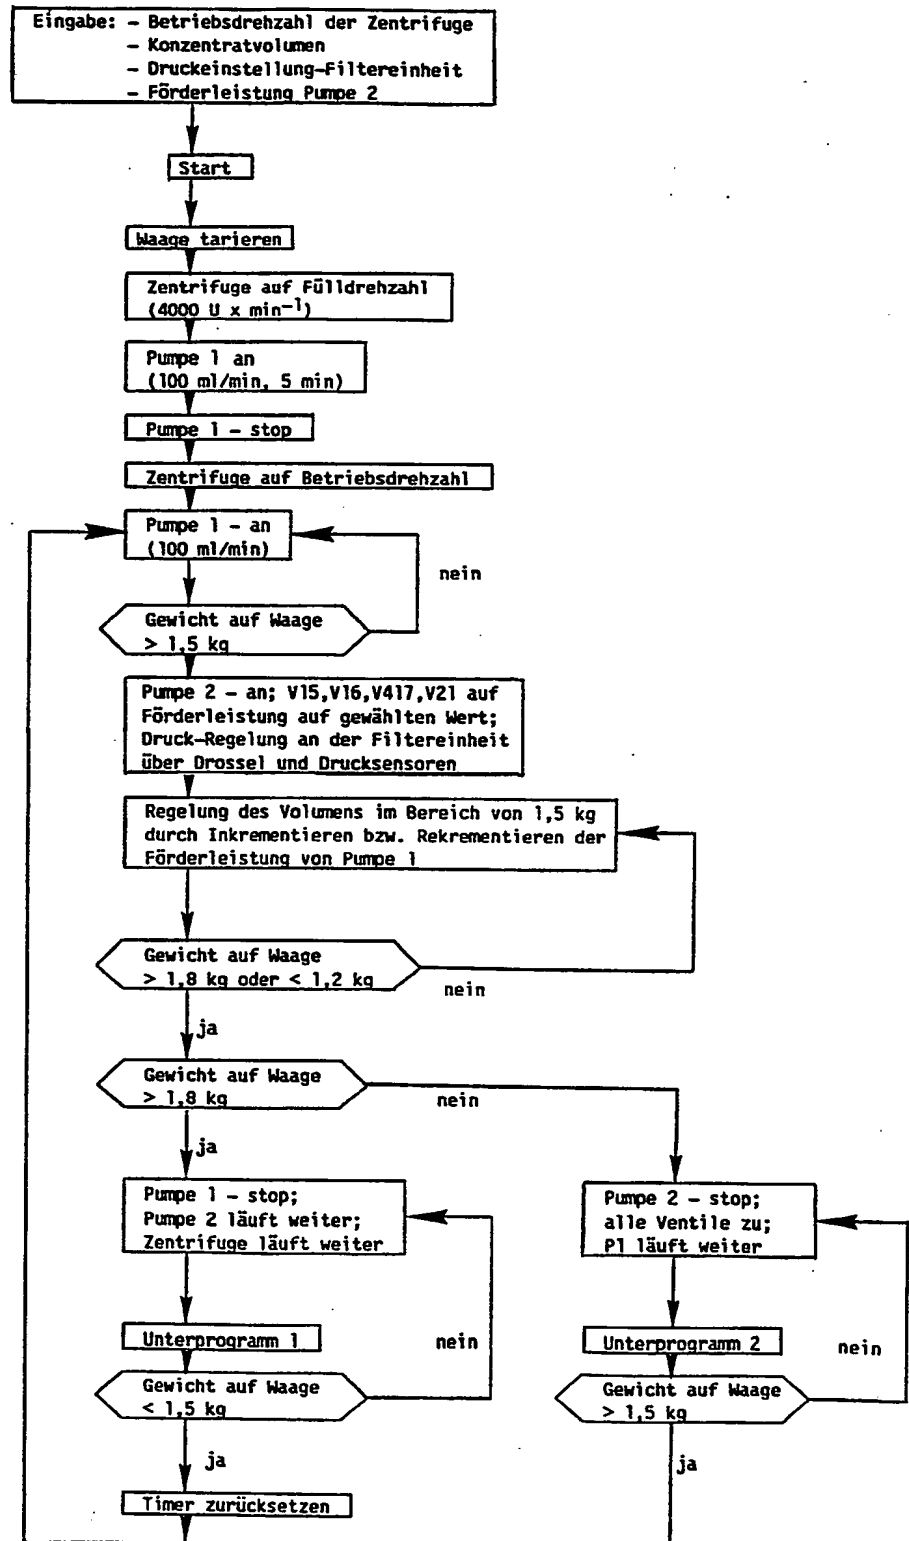 Eingabe: – Betriebsdrehzahl der Zentrifuge
– Konzentratvolumen
– Druckeinstellung-Filtereinheit
– Förderleistung Pumpe 2
Start
Waage tarieren
Zentrifuge auf Fülldrehzahl
(4000 U x min⁻¹)
Pumpe 1 an
(100 ml/min, 5 min)
Pumpe 1 – stop
Zentrifuge auf Betriebsdrehzahl
Pumpe 1 – an
(100 ml/min)
nein
Gewicht auf Waage
> 1,5 kg
Pumpe 2 – an; V15,V16,V417,V21 auf
Förderleistung auf gewählten Wert;
Druck-Regelung an der Filtereinheit
über Drossel und Drucksensoren
Regelung des Volumens im Bereich von 1,5 kg
durch Inkrementieren bzw. Rekrementieren der
Förderleistung von Pumpe 1
Gewicht auf Waage
> 1,8 kg oder < 1,2 kg
nein
ja
Gewicht auf Waage
> 1,8 kg
nein
ja
Pumpe 1 – stop;
Pumpe 2 läuft weiter;
Zentrifuge läuft weiter
Pumpe 2 – stop;
alle Ventile zu;
P1 läuft weiter
Unterprogramm 1
nein
Unterprogramm 2
nein
Gewicht auf Waage
< 1,5 kg
Gewicht auf Waage
> 1,5 kg
ja
ja
Timer zurücksetzen